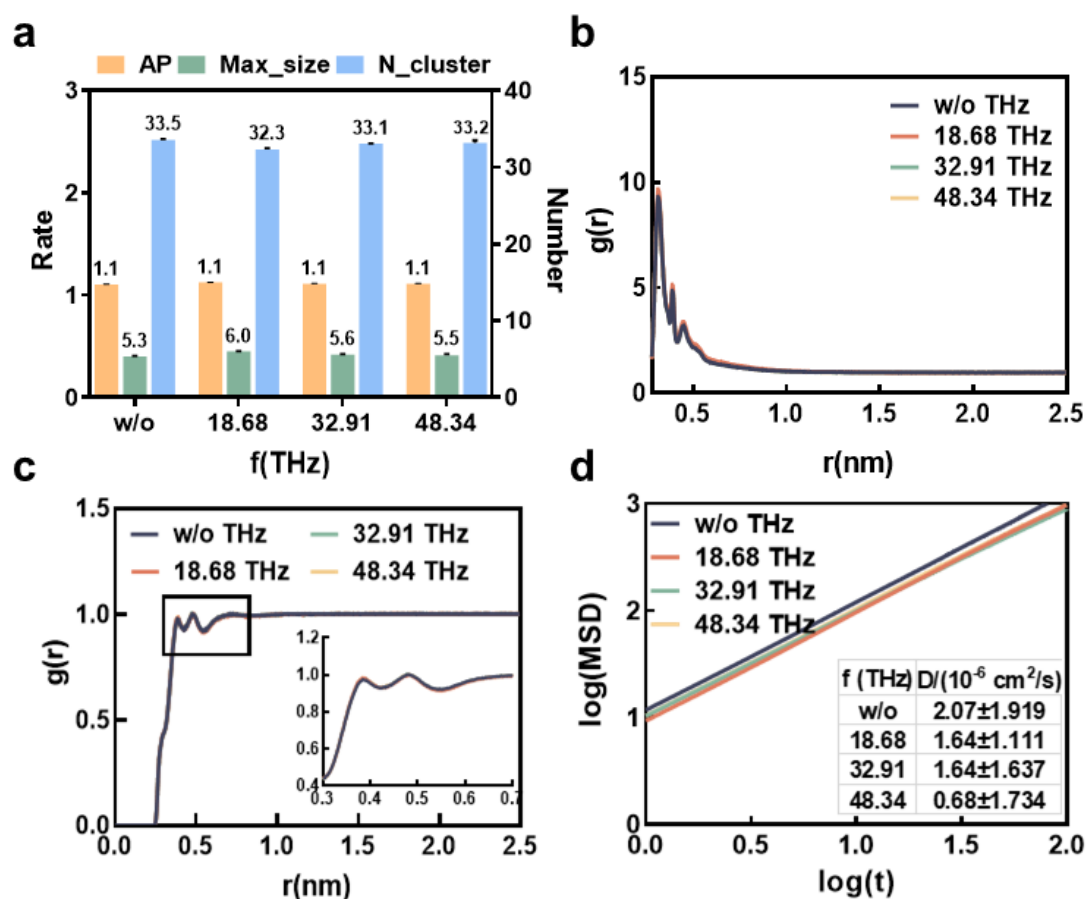 a
AP Max_size N_cluster
3
2
1
0
Rate
40
30
20
10
0
Number
33.5
32.3
33.1
33.2
1.1
1.1
1.1
1.1
5.3
6.0
5.6
5.5
w/o 18.68 32.91 48.34
f(THz)
b
15
10
5
0
g(r)
w/o THz
18.68 THz
32.91 THz
48.34 THz
0.5 1.0 1.5 2.0 2.5
r(nm)
c
1.5
1.0
0.5
0.0
g(r)
w/o THz 32.91 THz
18.68 THz 48.34 THz
1.2
1.0
0.8
0.6
0.4
0.3 0.4 0.5 0.6 0.7
0.0 0.5 1.0 1.5 2.0 2.5
r(nm)
d
3
2
1
0
log(MSD)
w/o THz
18.68 THz
32.91 THz
48.34 THz
f (THz) D/(10⁻⁶ cm²/s)
w/o 2.07±1.919
18.68 1.64±1.111
32.91 1.64±1.637
48.34 0.68±1.734
0.0 0.5 1.0 1.5 2.0
log(t)